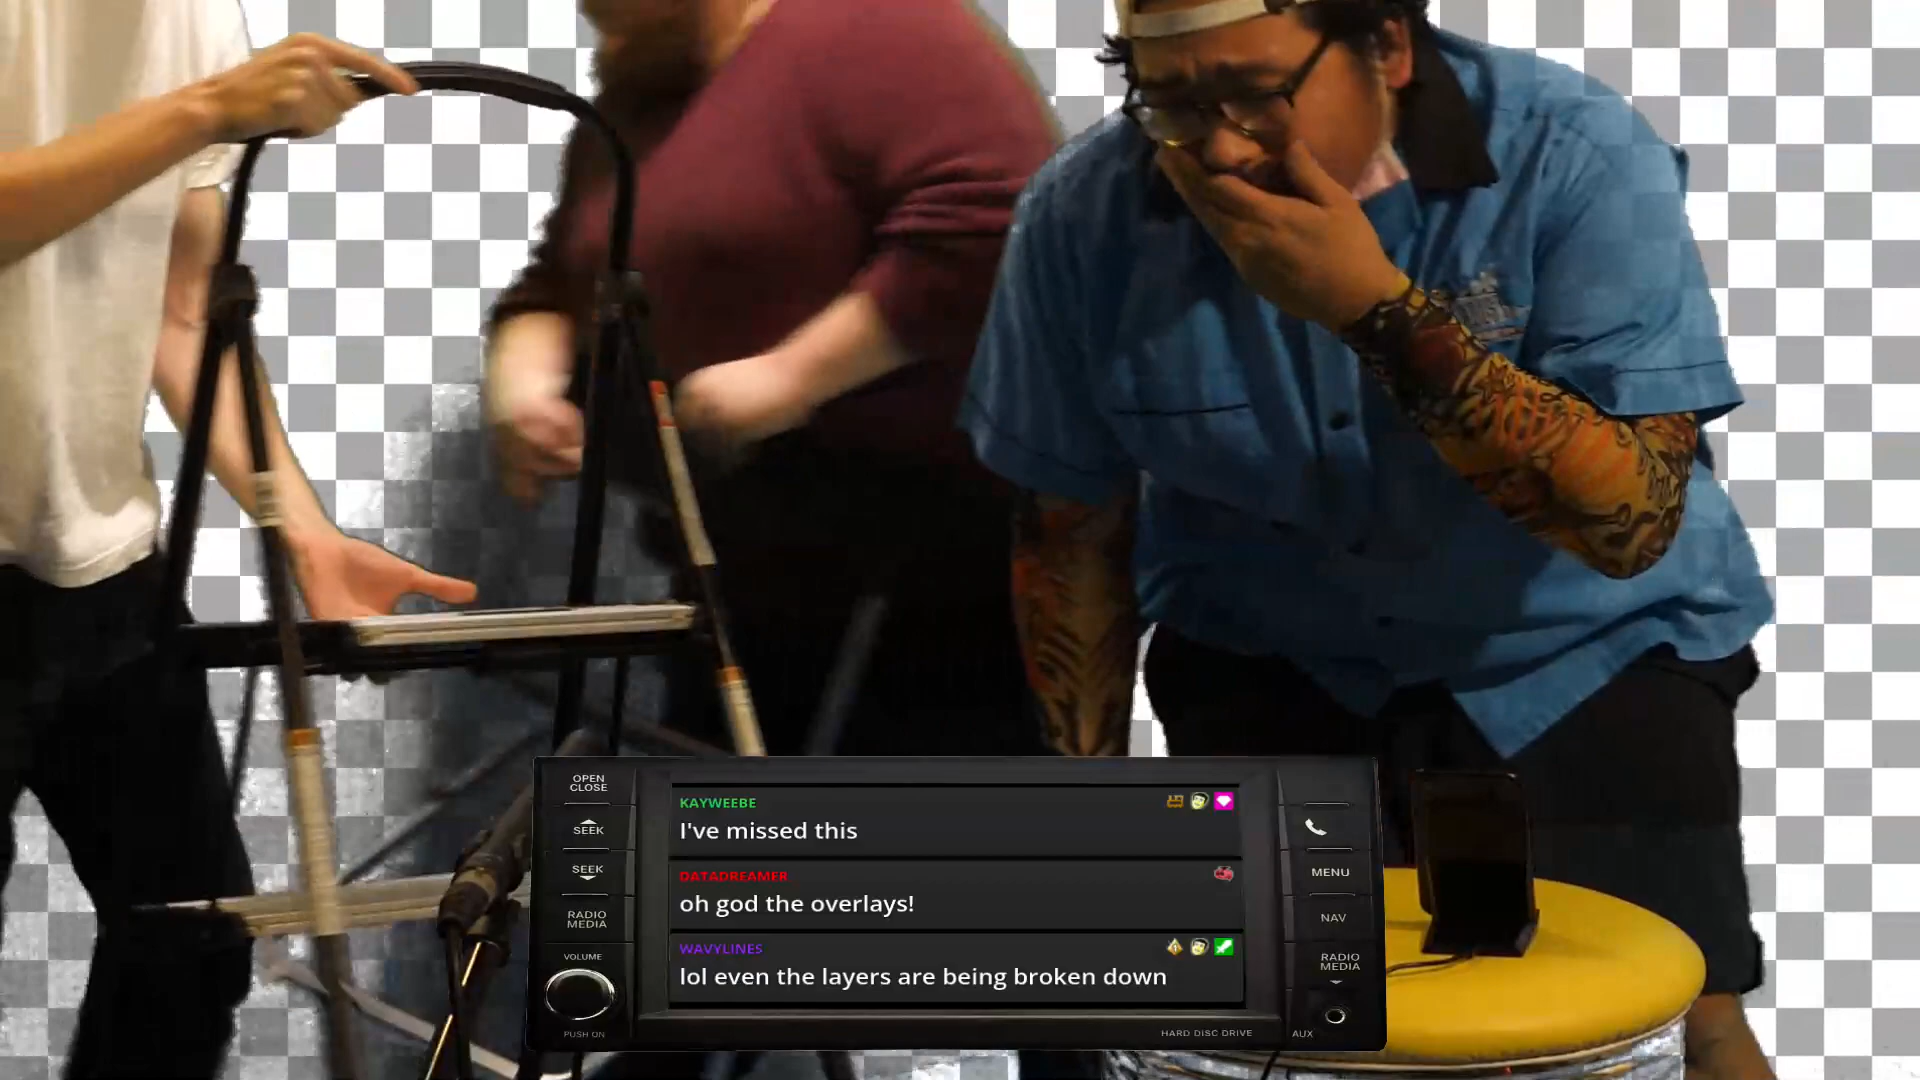 OPEN
CLOSE
SEEK
SEEK
RADIO
MEDIA
VOLUME
PUSH ON
KAYWEEBE
I've missed this
DATADREAMER
oh god the overlays!
WAVYLINES
lol even the layers are being broken down
HARD DISC DRIVE
MENU
NAV
RADIO
MEDIA
AUX